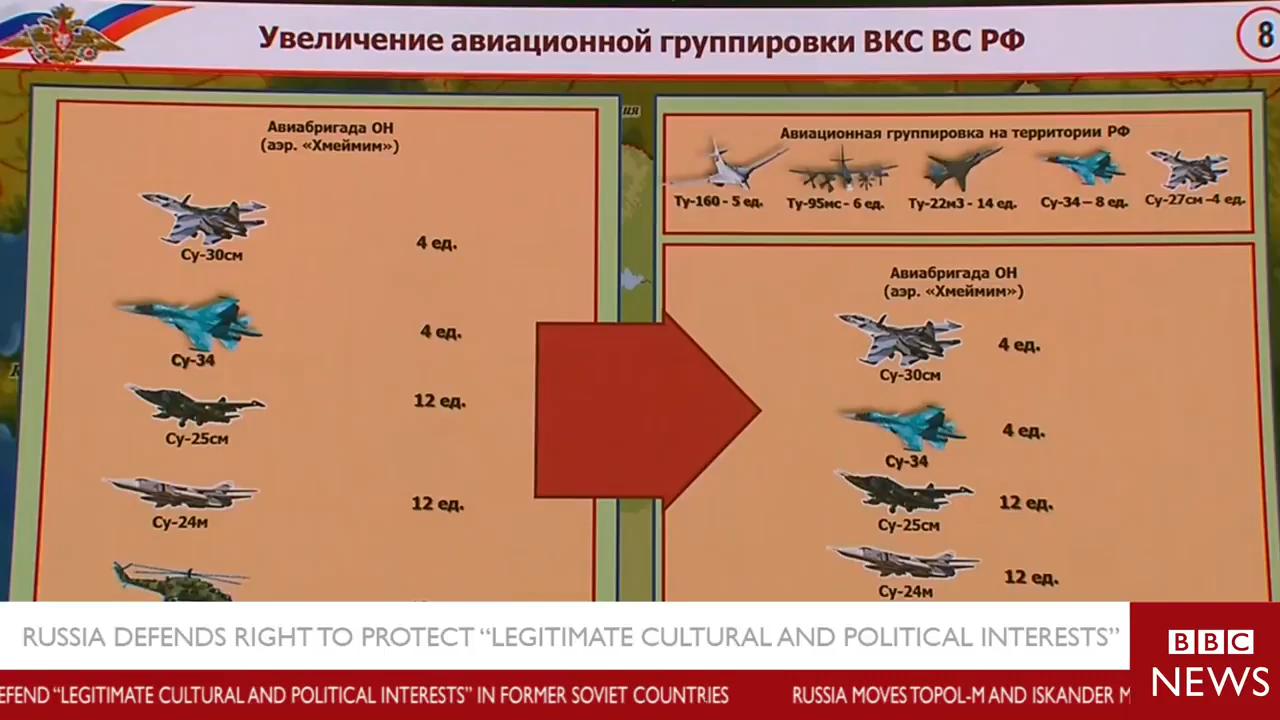 Увеличение авиационной группировки ВКС ВС РФ
8
Авиабригада ОН
(аэр. «Хмеймим»)
4 ед.
Су-30см
4 ед.
Су-34
12 ед.
Су-25см
12 ед.
Су-24м
Авиационная группировка на территории РФ
Ту-160 - 5 ед.
Ту-95мс - 6 ед.
Ту-22м3 - 14 ед.
Су-34 – 8 ед.
Су-27см -4 ед.
Авиабригада ОН
(аэр. «Хмеймим»)
4 ед.
Су-30см
4 ед.
Су-34
12 ед.
Су-25см
12 ед.
Су-24м
RUSSIA DEFENDS RIGHT TO PROTECT “LEGITIMATE CULTURAL AND POLITICAL INTERESTS”
EFEND “LEGITIMATE CULTURAL AND POLITICAL INTERESTS” IN FORMER SOVIET COUNTRIES
RUSSIA MOVES TOPOL-M AND ISKANDER M
BBC
NEWS